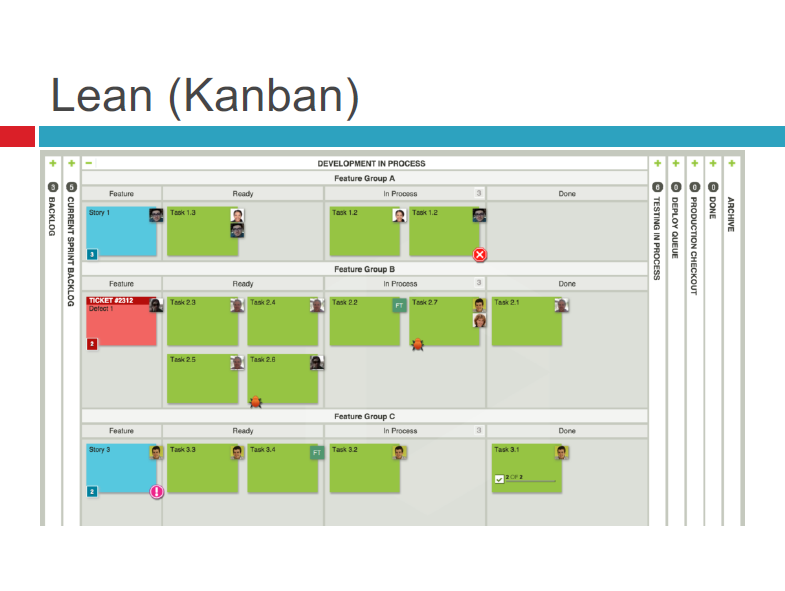 Lean (Kanban)
DEVELOPMENT IN PROCESS
3 BACKLOG
5 CURRENT SPRINT BACKLOG
Feature Group A
Feature Ready In Process 3 Done
Story 1 Task 1.3 Task 1.2 Task 1.2
3
Feature Group B
Feature Ready In Process 3 Done
TICKET #2312 Task 2.3 Task 2.4 Task 2.2 FT Task 2.7 Task 2.1
Defect 1
2
Task 2.5 Task 2.6
Feature Group C
Feature Ready In Process 3 Done
Story 3 Task 3.3 Task 3.4 FT Task 3.2 Task 3.1
2 OF 2
2
6 TESTING IN PROCESS
0 DEPLOY QUEUE
0 PRODUCTION CHECKOUT
0 DONE
ARCHIVE